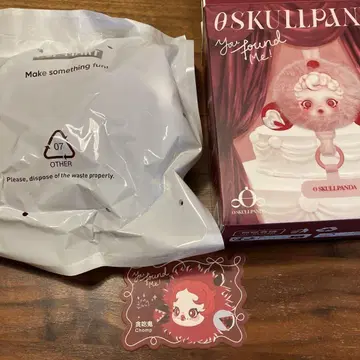 Make something fun!
07
OTHER
Please, dispose of the waste properly.
SKULLPANDA
You found
Me!
SKULLPANDA
SKULLPANDA
You found
Me!
贪吃鬼
Chomp